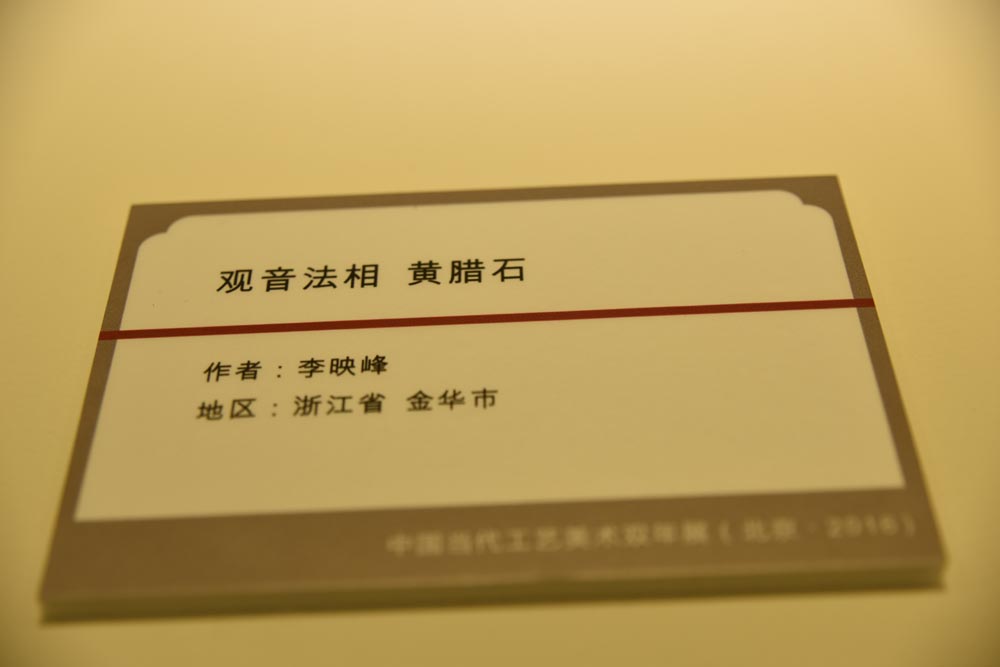 观音法相 黄腊石
作者：李映峰
地区：浙江省 金华市
中国当代工艺美术双年展（北京·2016）